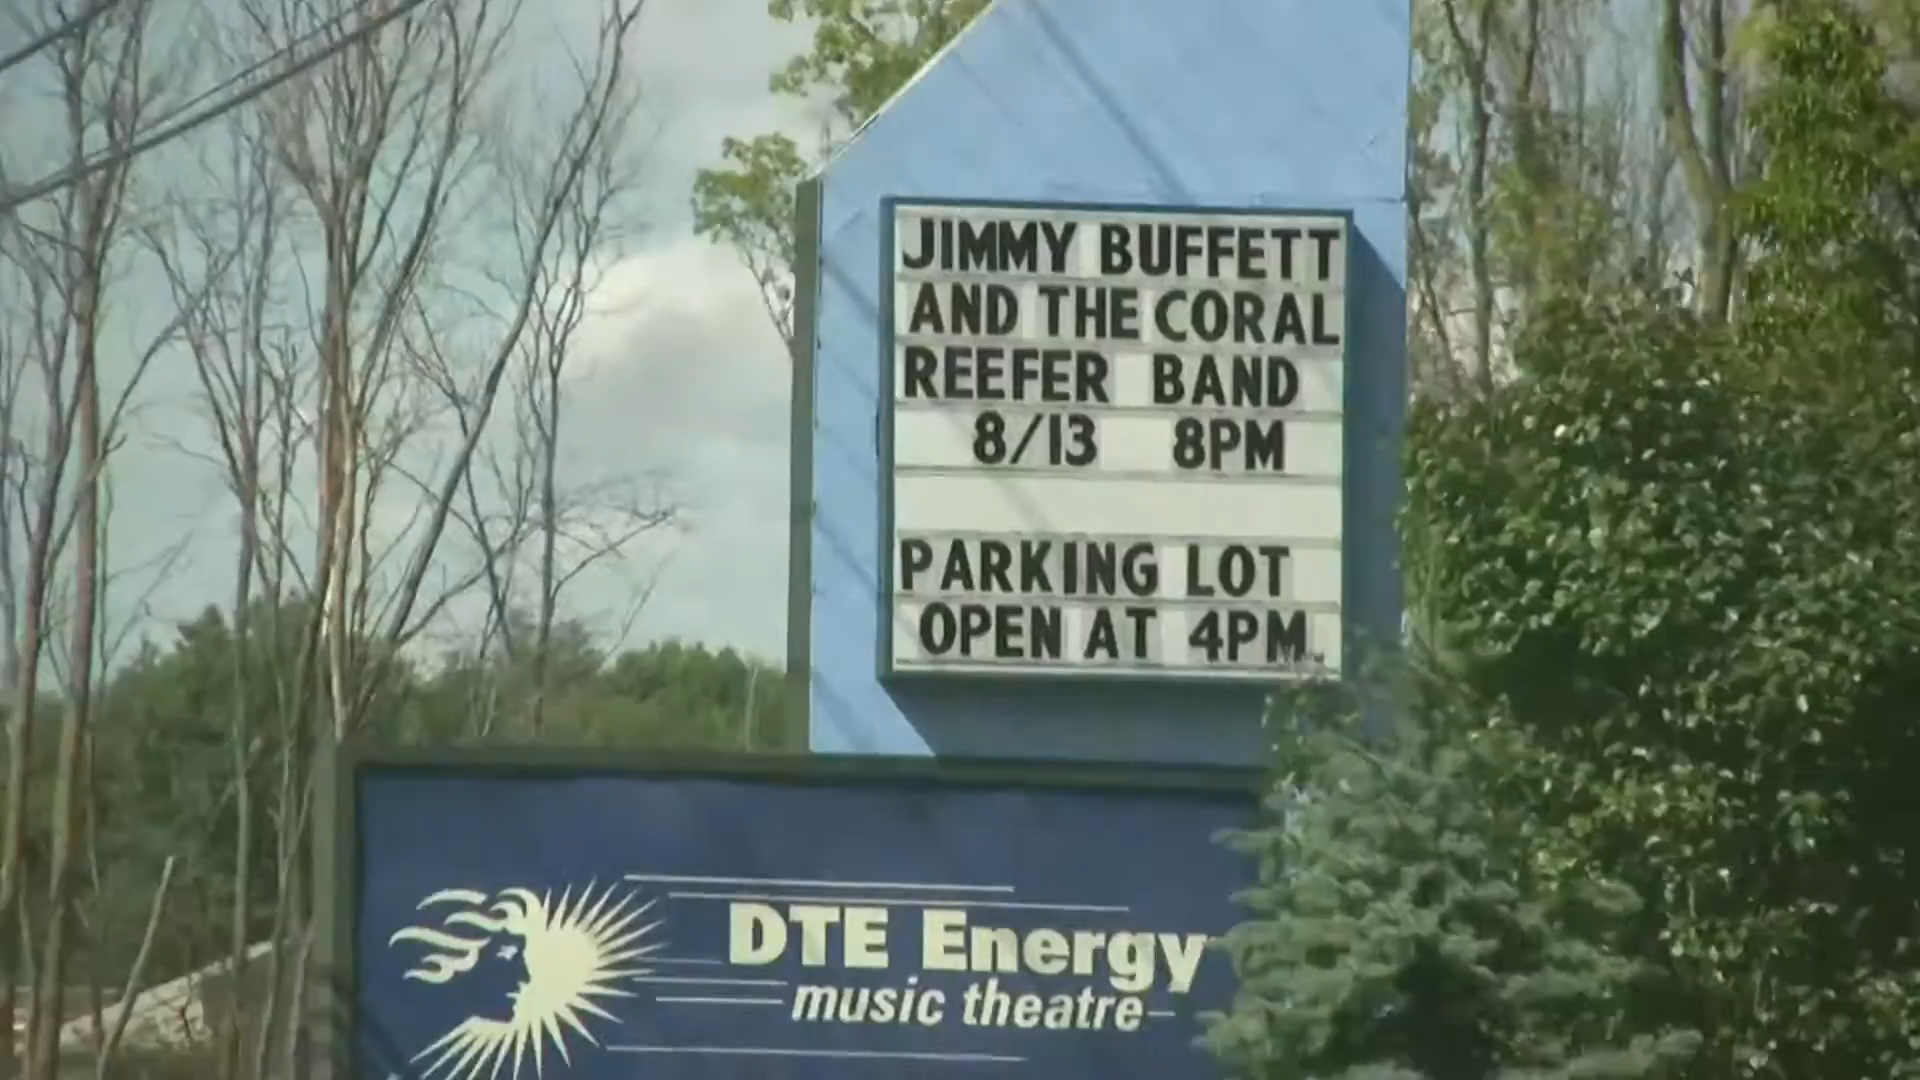 JIMMY BUFFETT
AND THE CORAL
REEFER BAND
8/13 8PM
PARKING LOT
OPEN AT 4PM.
DTE Energy
music theatre